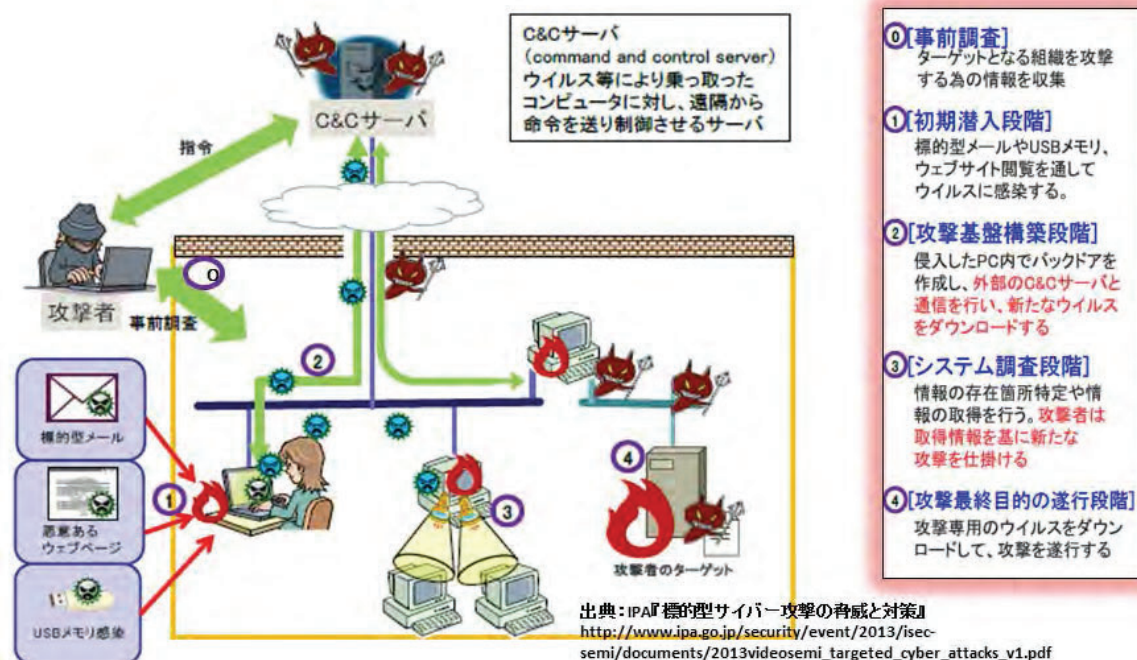 C&Cサーバ
(command and control server)
ウイルス等により乗っ取った
コンピュータに対し、遠隔から
命令を送り制御させるサーバ
C&Cサーバ
指令
攻撃者
0
事前調査
標的型メール
悪意ある
ウェブページ
USBメモリ感染
1
2
3
4
攻撃者のターゲット
出典：IPA『標的型サイバー攻撃の脅威と対策』
http://www.ipa.go.jp/security/event/2013/isec-
semi/documents/2013videosemi_targeted_cyber_attacks_v1.pdf
0[事前調査]
ターゲットとなる組織を攻撃
する為の情報を収集
1[初期潜入段階]
標的型メールやUSBメモリ、
ウェブサイト閲覧を通して
ウイルスに感染する。
2[攻撃基盤構築段階]
侵入したPC内でバックドアを
作成し、外部のC&Cサーバと
通信を行い、新たなウイルス
をダウンロードする
3[システム調査段階]
情報の存在箇所特定や情
報の取得を行う。攻撃者は
取得情報を基に新たな
攻撃を仕掛ける
4[攻撃最終目的の遂行段階]
攻撃専用のウイルスをダウン
ロードして、攻撃を遂行する